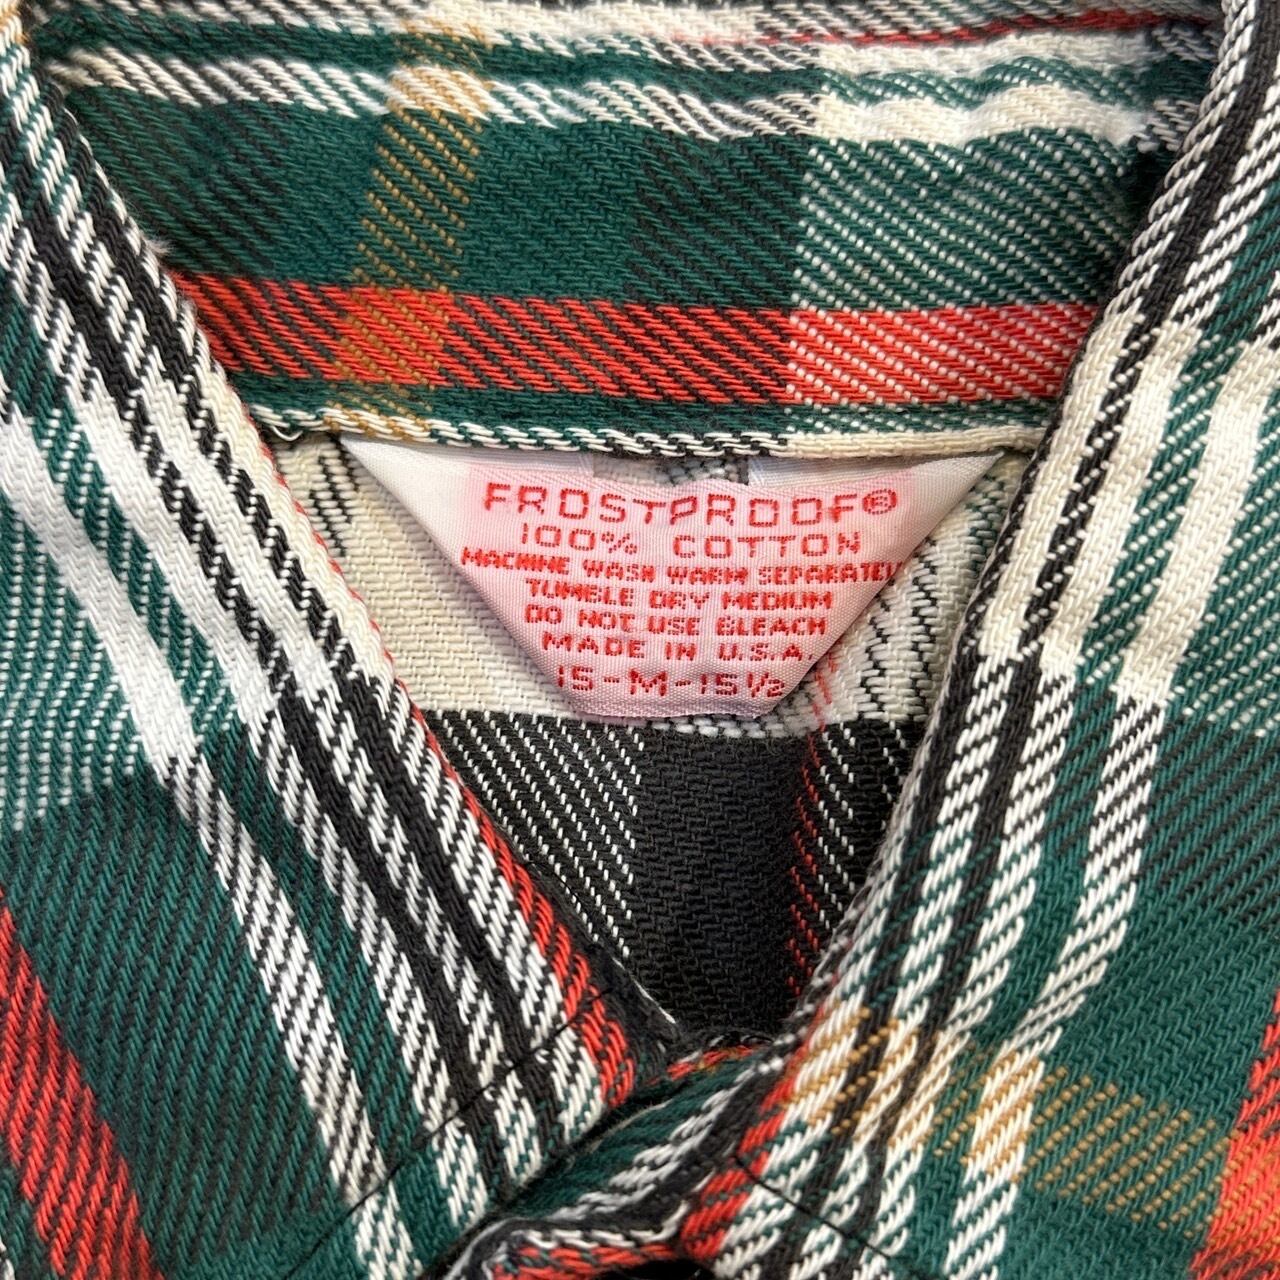 FROSTPROOF®
100% COTTON
MACHINE WASH WARM SEPARATELY
TUMBLE DRY MEDIUM
DO NOT USE BLEACH
MADE IN U.S.A.
15-M-15½